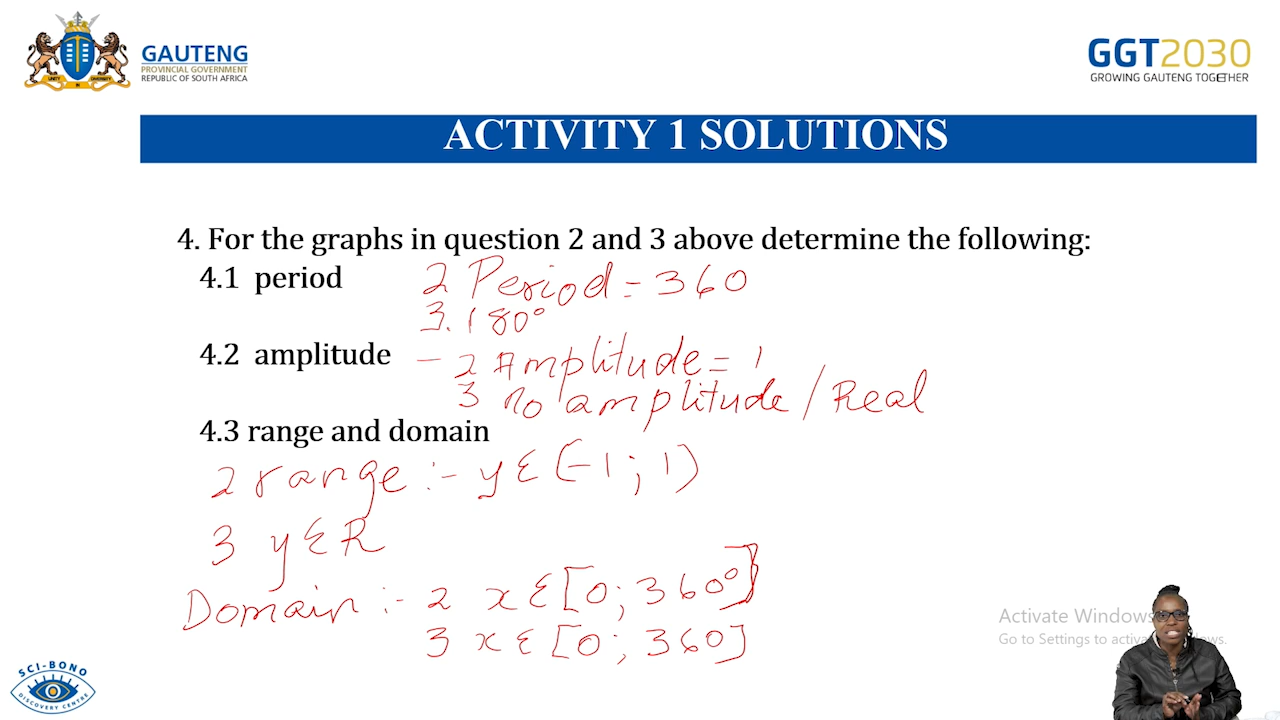 GAUTENG
PROVINCIAL GOVERNMENT
REPUBLIC OF SOUTH AFRICA
UNITY IN DIVERSITY
GGT2030
GROWING GAUTENG TOGETHER
ACTIVITY 1 SOLUTIONS
4. For the graphs in question 2 and 3 above determine the following:
4.1 period 2 Period = 360
3. 180°
4.2 amplitude - 2 Amplitude = 1
3 no amplitude / Real
4.3 range and domain
2 range :- y ε (-1 ; 1)
3 y ε R
Domain :- 2 x ε [0 ; 360°]
3 x ε [0 ; 360]
Activate Windows
Go to Settings to activate Windows.
SCI-BONO
DISCOVERY CENTRE